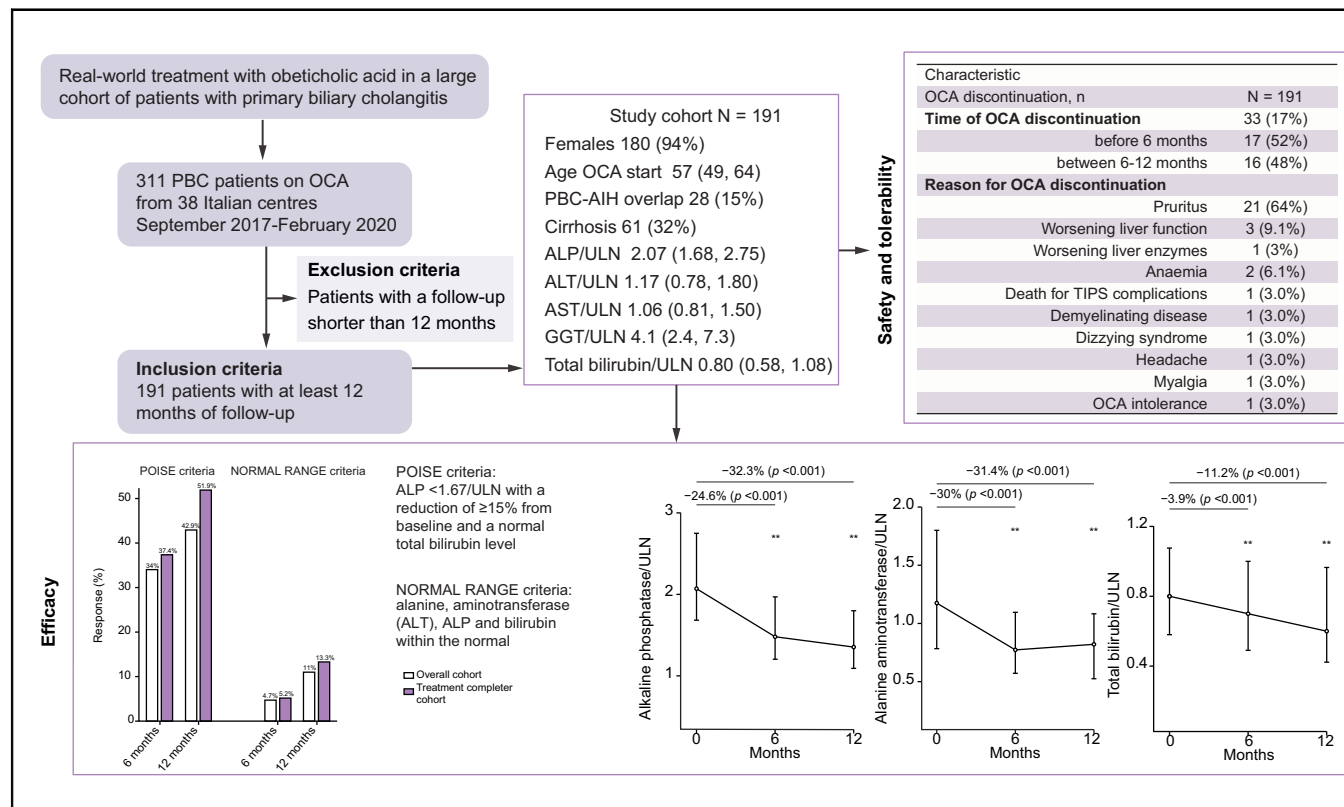 Real-world treatment with obeticholic acid in a large
cohort of patients with primary biliary cholangitis
311 PBC patients on OCA
from 38 Italian centres
September 2017-February 2020
Exclusion criteria
Patients with a follow-up
shorter than 12 months
Inclusion criteria
191 patients with at least 12
months of follow-up
Study cohort N = 191
Females 180 (94%)
Age OCA start 57 (49, 64)
PBC-AIH overlap 28 (15%)
Cirrhosis 61 (32%)
ALP/ULN 2.07 (1.68, 2.75)
ALT/ULN 1.17 (0.78, 1.80)
AST/ULN 1.06 (0.81, 1.50)
GGT/ULN 4.1 (2.4, 7.3)
Total bilirubin/ULN 0.80 (0.58, 1.08)
Safety and tolerability
Characteristic
OCA discontinuation, n N = 191
Time of OCA discontinuation 33 (17%)
before 6 months 17 (52%)
between 6-12 months 16 (48%)
Reason for OCA discontinuation
Pruritus 21 (64%)
Worsening liver function 3 (9.1%)
Worsening liver enzymes 1 (3%)
Anaemia 2 (6.1%)
Death for TIPS complications 1 (3.0%)
Demyelinating disease 1 (3.0%)
Dizzying syndrome 1 (3.0%)
Headache 1 (3.0%)
Myalgia 1 (3.0%)
OCA intolerance 1 (3.0%)
Efficacy
POISE criteria NORMAL RANGE criteria
Response (%)
50
40
30
20
10
0
34%
37.4%
42.9%
51.9%
4.7%
5.2%
11%
13.3%
6 months
12 months
6 months
12 months
POISE criteria:
ALP <1.67/ULN with a
reduction of ≥15% from
baseline and a normal
total bilirubin level
NORMAL RANGE criteria:
alanine, aminotransferase
(ALT), ALP and bilirubin
within the normal
Overall cohort
Treatment completer
cohort
−32.3% (p <0.001)
−24.6% (p <0.001)
** **
Alkaline phosphatase/ULN
3
2
1
0 6 12
Months
−31.4% (p <0.001)
−30% (p <0.001)
** **
Alanine aminotransferase/ULN
2.0
1.5
1.0
0.5
0 6 12
Months
−11.2% (p <0.001)
−3.9% (p <0.001)
** **
Total bilirubin/ULN
1.2
0.8
0.4
0 6 12
Months